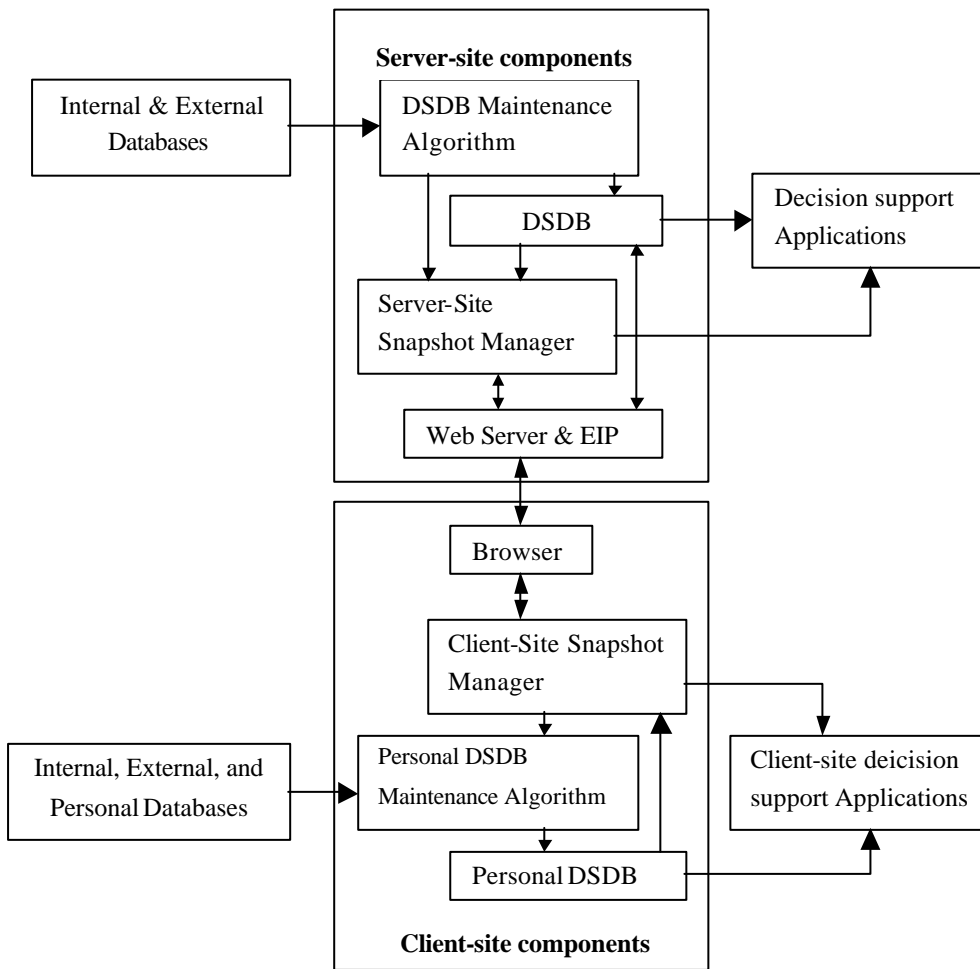 Server-site components
Internal & External
Databases
DSDB Maintenance
Algorithm
DSDB
Decision support
Applications
Server-Site
Snapshot Manager
Web Server & EIP
Browser
Client-Site Snapshot
Manager
Internal, External, and
Personal Databases
Personal DSDB
Maintenance Algorithm
Client-site deicision
support Applications
Personal DSDB
Client-site components